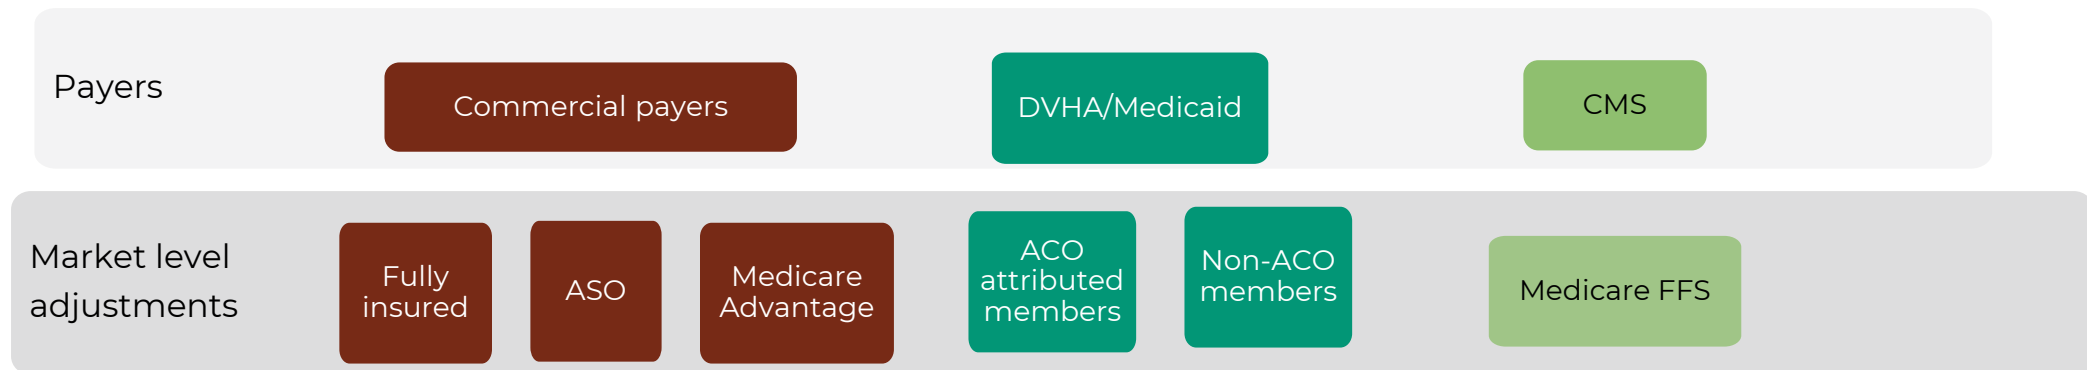 Payers
Commercial payers
DVHA/Medicaid
CMS
Market level
adjustments
Fully
insured
ASO
Medicare
Advantage
ACO
attributed
members
Non-ACO
members
Medicare FFS